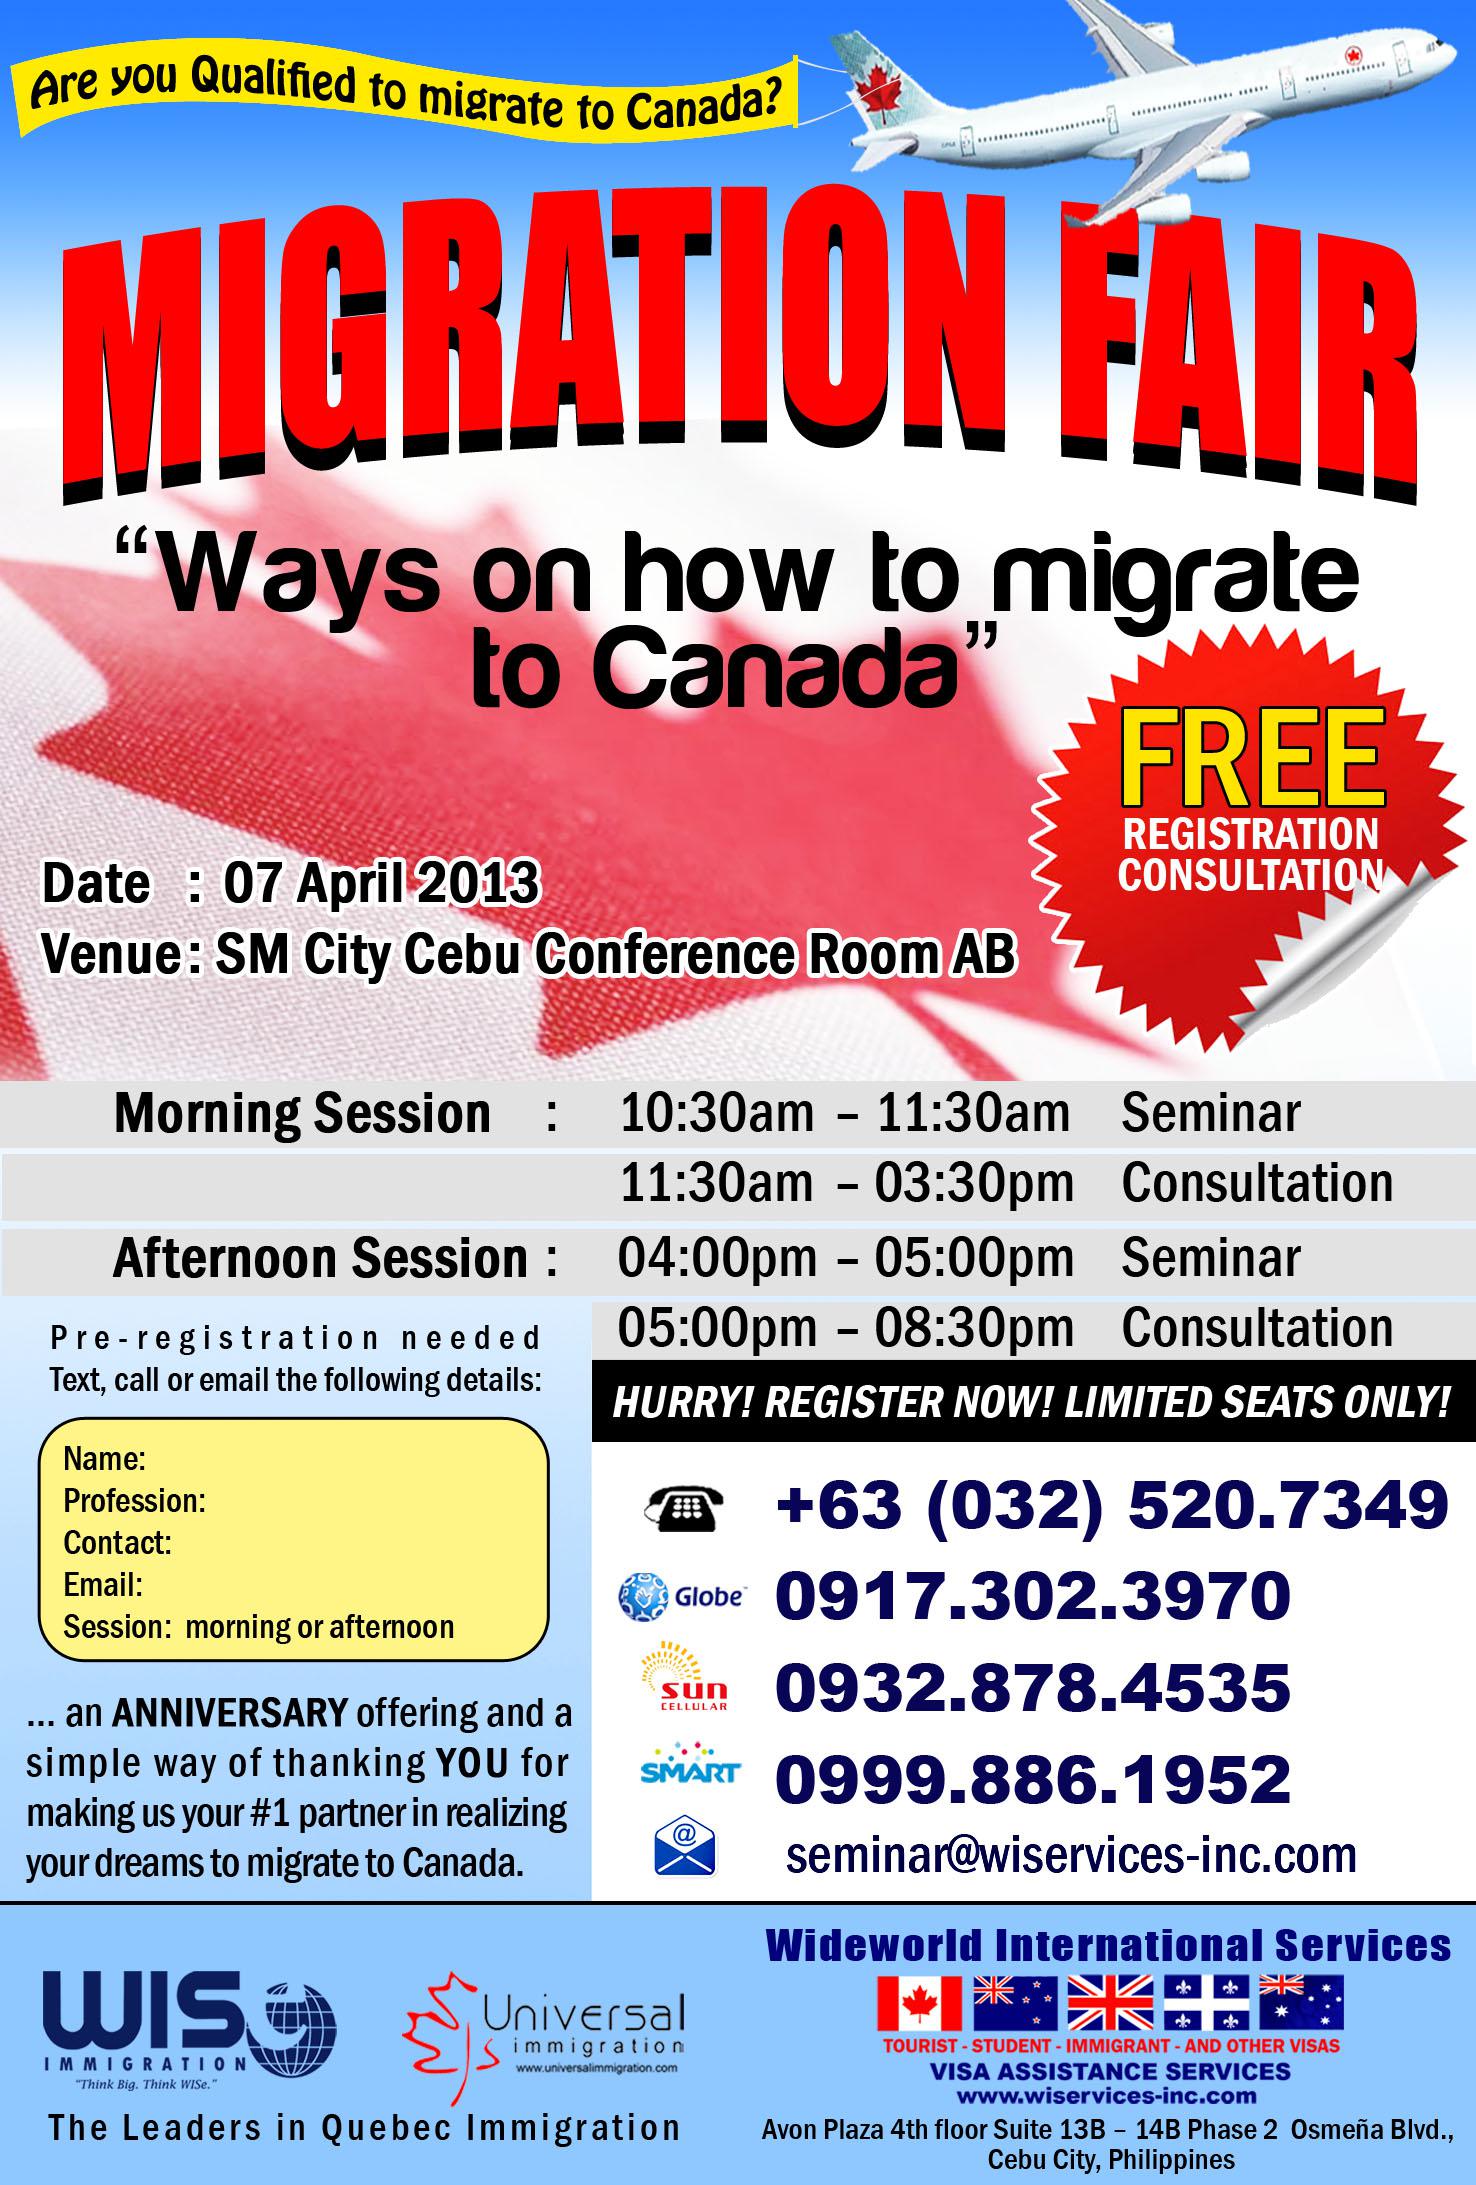 Are you Qualified to migrate to Canada?
MIGRATION FAIR
“Ways on how to migrate
to Canada”
FREE
REGISTRATION
CONSULTATION
Date : 07 April 2013
Venue : SM City Cebu Conference Room AB
Morning Session : 10:30am – 11:30am Seminar
11:30am – 03:30pm Consultation
Afternoon Session : 04:00pm – 05:00pm Seminar
05:00pm – 08:30pm Consultation
Pre-registration needed
Text, call or email the following details:
Name:
Profession:
Contact:
Email:
Session: morning or afternoon
... an ANNIVERSARY offering and a
simple way of thanking YOU for
making us your #1 partner in realizing
your dreams to migrate to Canada.
HURRY! REGISTER NOW! LIMITED SEATS ONLY!
+63 (032) 520.7349
Globe 0917.302.3970
sun CELLULAR 0932.878.4535
SMART 0999.886.1952
@ seminar@wiservices-inc.com
WIS
IMMIGRATION
"Think Big. Think WISe."
Universal
immigration
www.universalimmigration.com
The Leaders in Quebec Immigration
Wideworld International Services
TOURIST - STUDENT - IMMIGRANT - AND OTHER VISAS
VISA ASSISTANCE SERVICES
www.wiservices-inc.com
Avon Plaza 4th floor Suite 13B – 14B Phase 2 Osmeña Blvd.,
Cebu City, Philippines